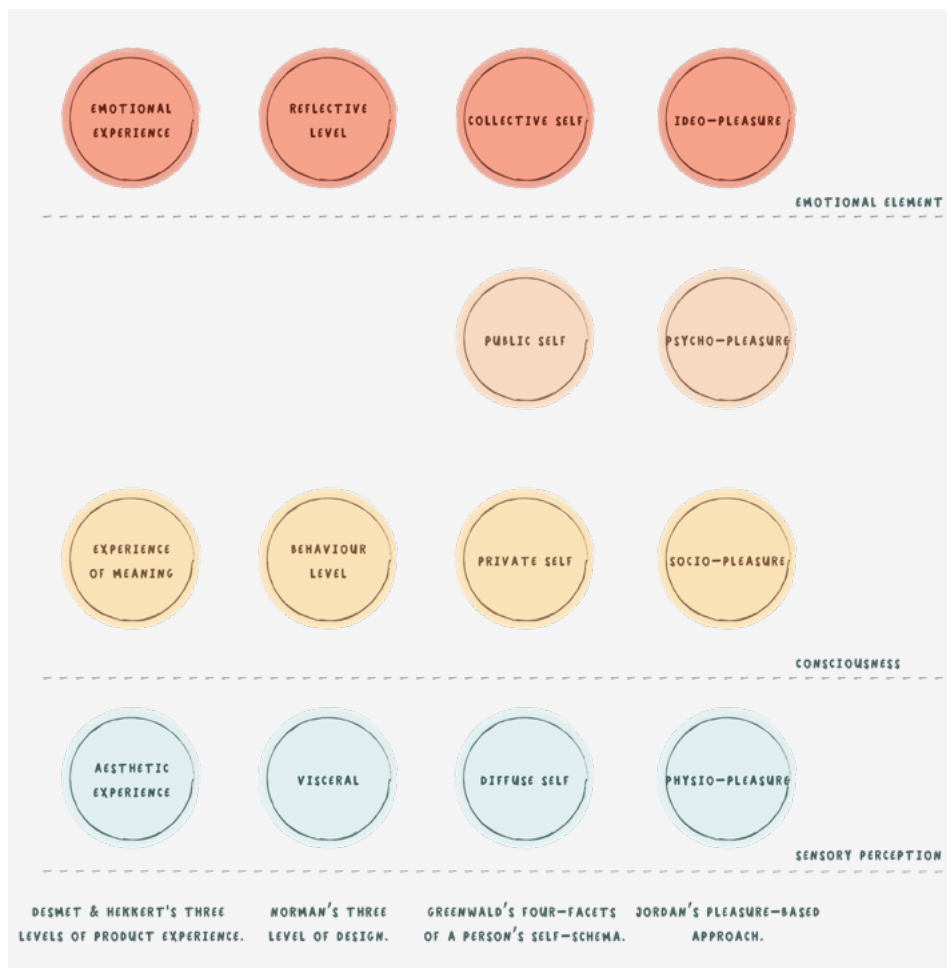 EMOTIONAL
EXPERIENCE
REFLECTIVE
LEVEL
COLLECTIVE SELF
IDEO-PLEASURE
EMOTIONAL ELEMENT
PUBLIC SELF
PSYCHO-PLEASURE
EXPERIENCE
OF MEANING
BEHAVIOUR
LEVEL
PRIVATE SELF
SOCIO-PLEASURE
CONSCIOUSNESS
AESTHETIC
EXPERIENCE
VISCERAL
DIFFUSE SELF
PHYSIO-PLEASURE
SENSORY PERCEPTION
DESMET & HEKKERT'S THREE
LEVELS OF PRODUCT EXPERIENCE.
NORMAN'S THREE
LEVEL OF DESIGN.
GREENWALD'S FOUR-FACETS
OF A PERSON'S SELF-SCHEMA.
JORDAN'S PLEASURE-BASED
APPROACH.